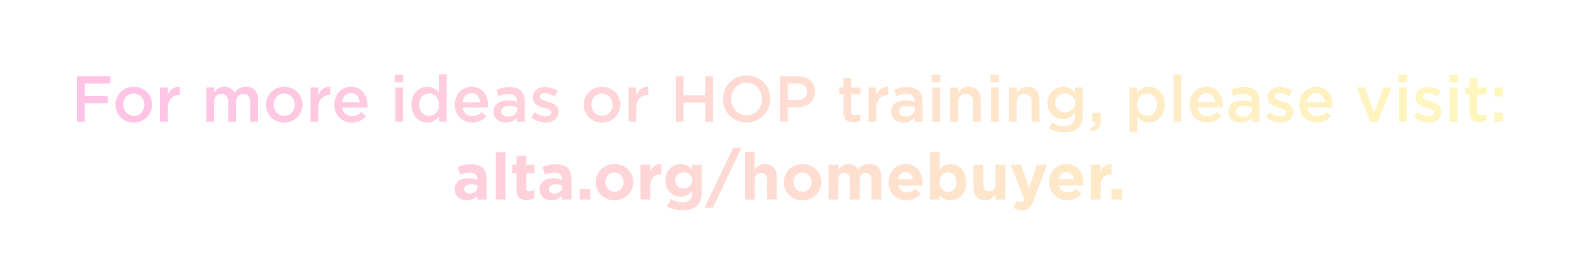 For more ideas or HOP training, please visit:
alta.org/homebuyer.